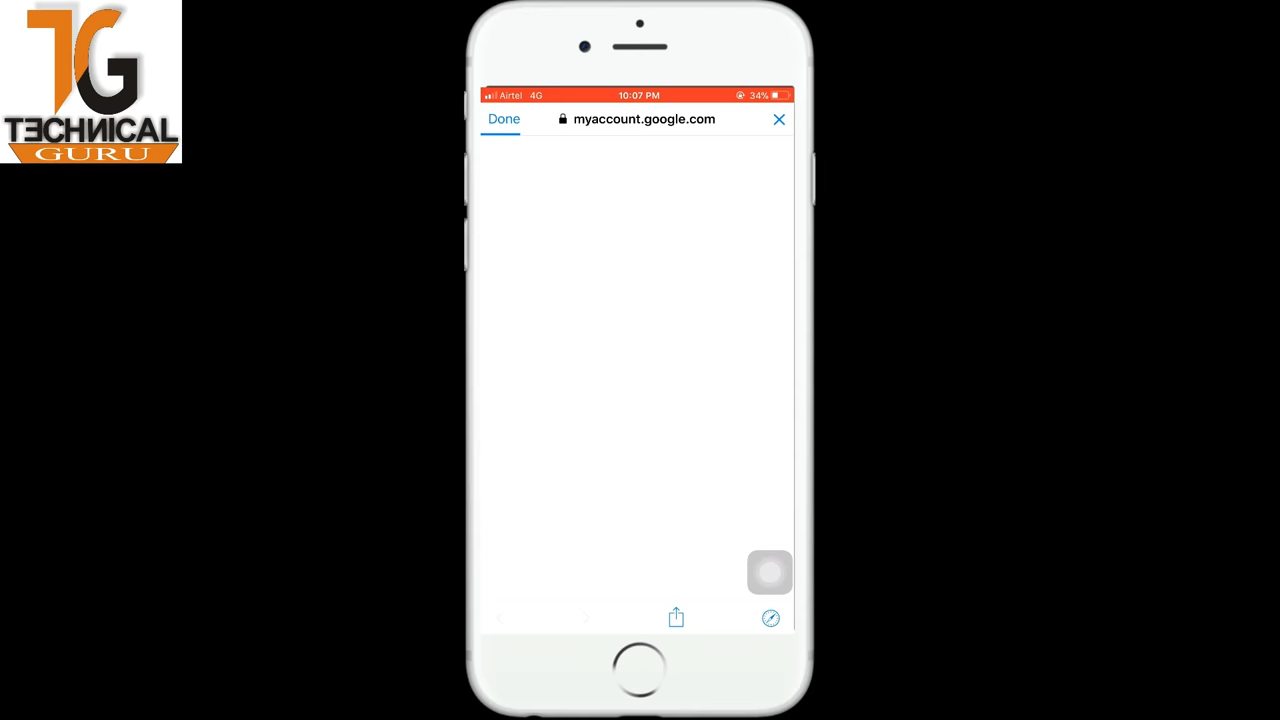 TG
TECHNICAL
GURU
Airtel 4G
10:07 PM
34%
Done
myaccount.google.com